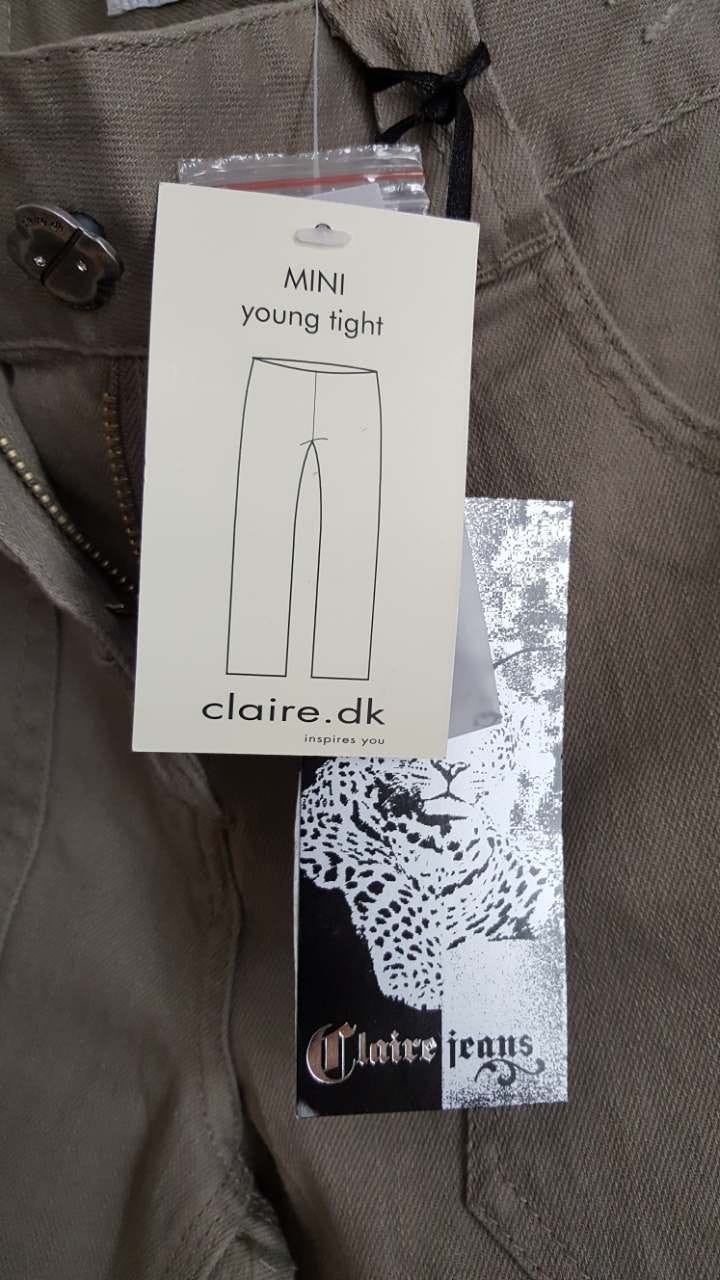 MINI
young tight
claire.dk
inspires you
Claire jeans